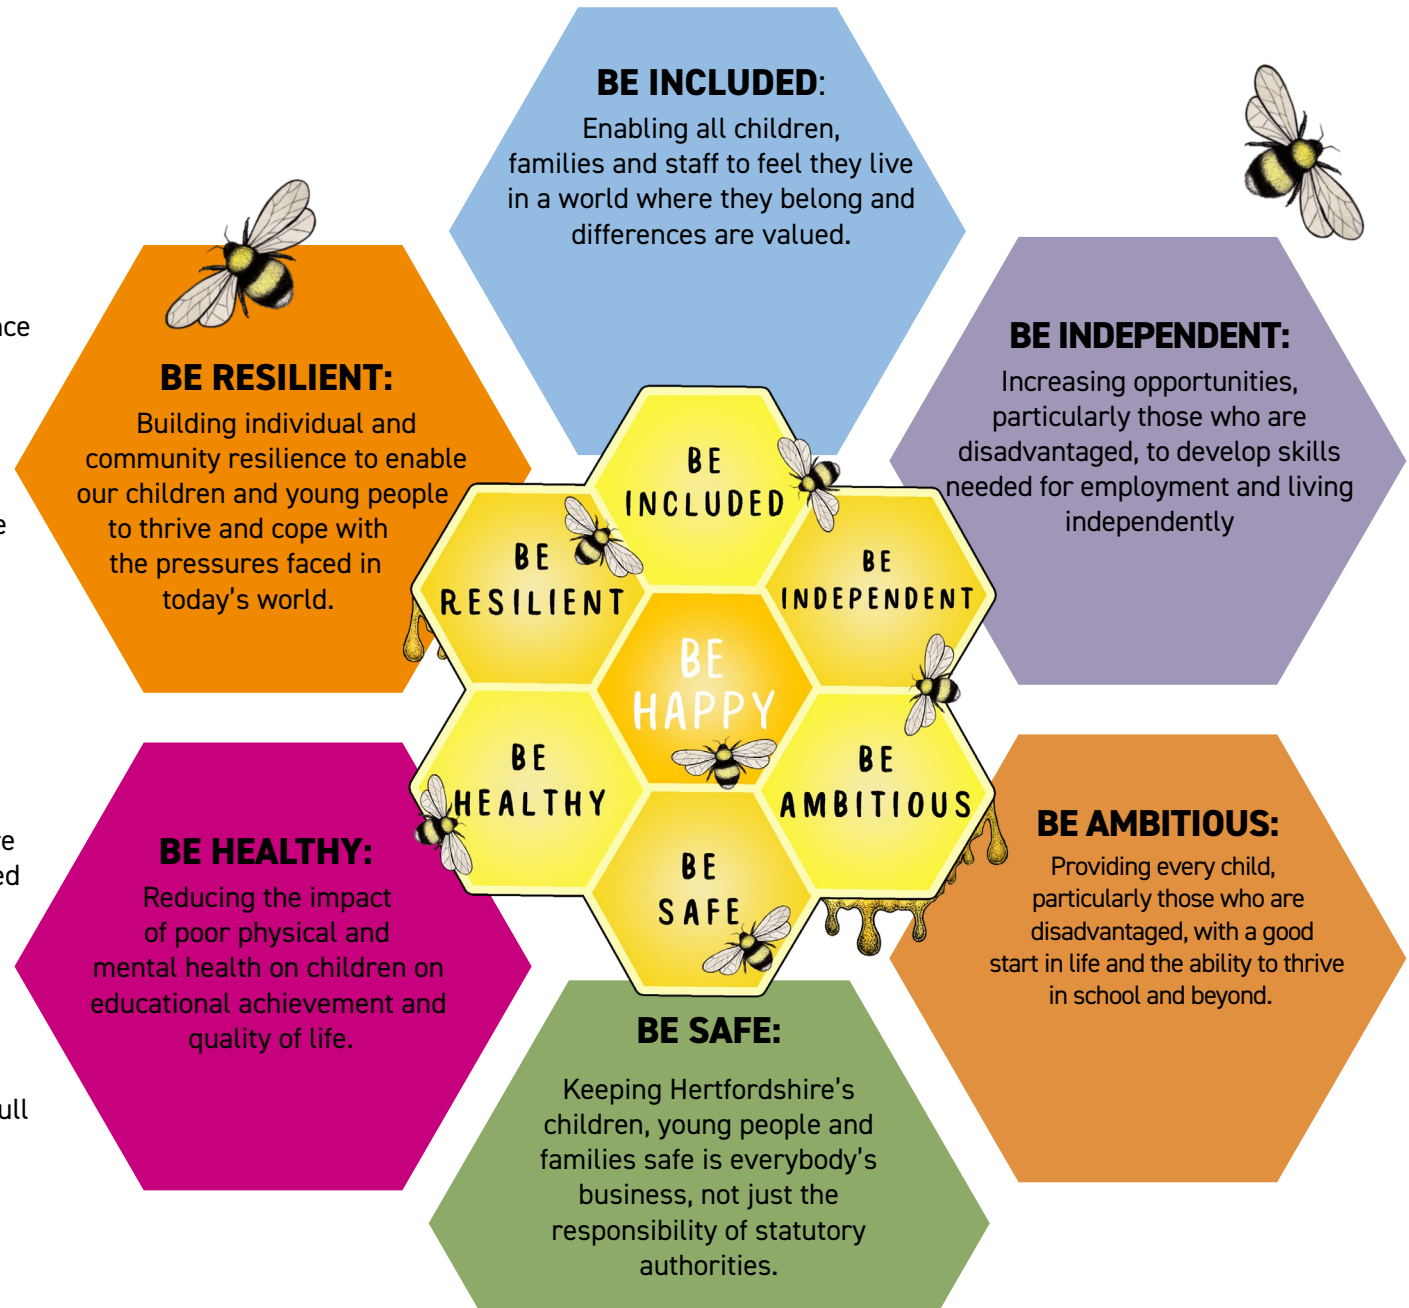 BE INCLUDED:
Enabling all children,
families and staff to feel they live
in a world where they belong and
differences are valued.
BE RESILIENT:
Building individual and
community resilience to enable
our children and young people
to thrive and cope with
the pressures faced in
today's world.
BE INDEPENDENT:
Increasing opportunities,
particularly those who are
disadvantaged, to develop skills
needed for employment and living
independently
BE
INCLUDED
BE
RESILIENT
BE
INDEPENDENT
BE
HAPPY
BE
HEALTHY
BE
AMBITIOUS
BE
SAFE
BE HEALTHY:
Reducing the impact
of poor physical and
mental health on children on
educational achievement and
quality of life.
BE AMBITIOUS:
Providing every child,
particularly those who are
disadvantaged, with a good
start in life and the ability to thrive
in school and beyond.
BE SAFE:
Keeping Hertfordshire's
children, young people and
families safe is everybody's
business, not just the
responsibility of statutory
authorities.